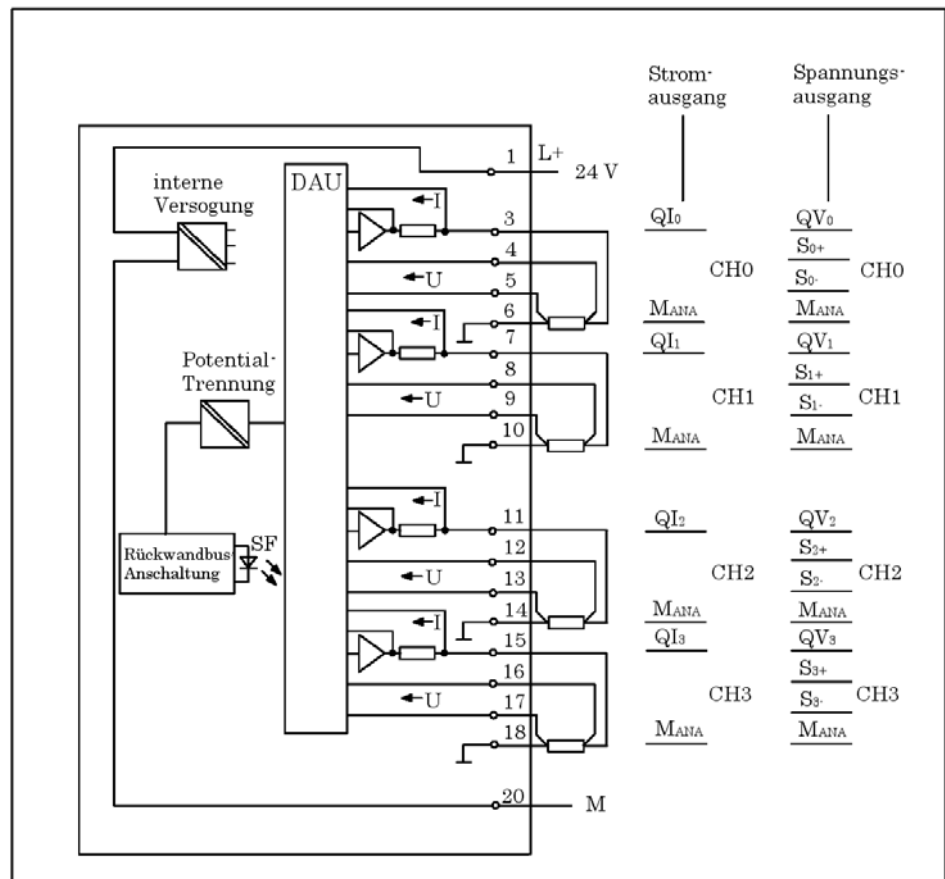 Strom- Spannungs-
ausgang ausgang
1 L+
24 V
interne
Versogung
DAU
I
3 QI0 QV0
4 S0+
CH0 CH0
U
5 S0-
6 MANA MANA
I
7 QI1 QV1
Potential-
Trennung
8 S1+
CH1 CH1
U
9 S1-
10 MANA MANA
I
11 QI2 QV2
Rückwandbus-
Anschaltung
SF
12 S2+
CH2 CH2
U
13 S2-
14 MANA MANA
I
15 QI3 QV3
16 S3+
CH3 CH3
U
17 S3-
18 MANA MANA
20 M